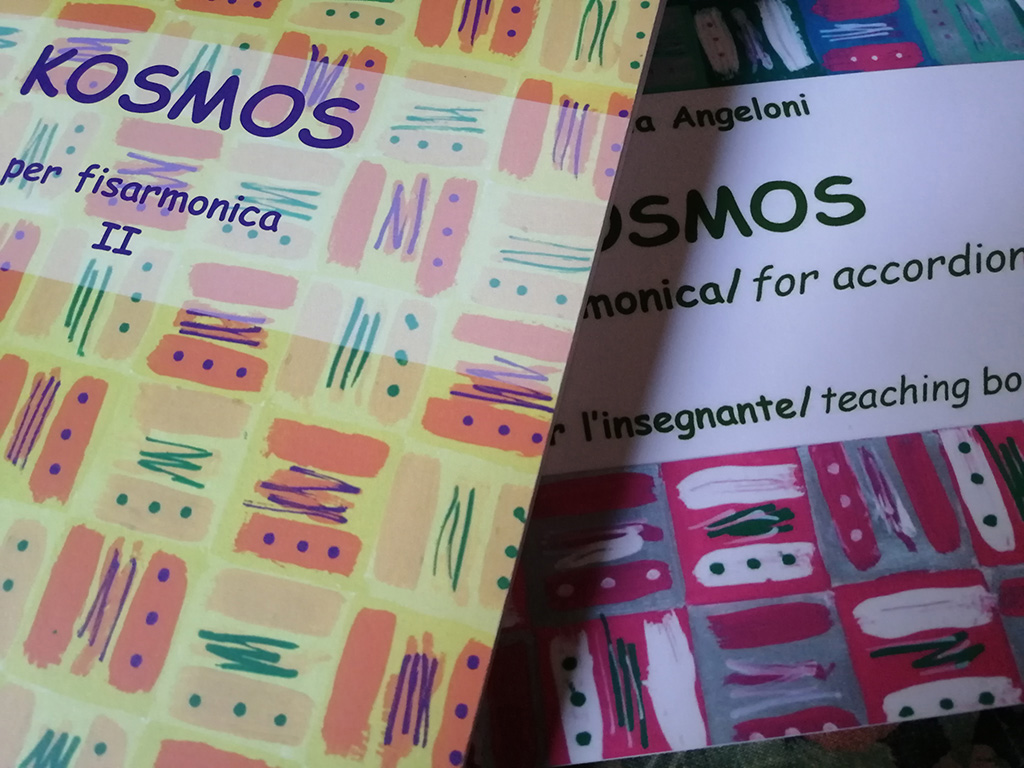 KOSMOS
per fisarmonica
II
Angeloni
OSMOS
monica/ for accordion
l'insegnante/ teaching bo